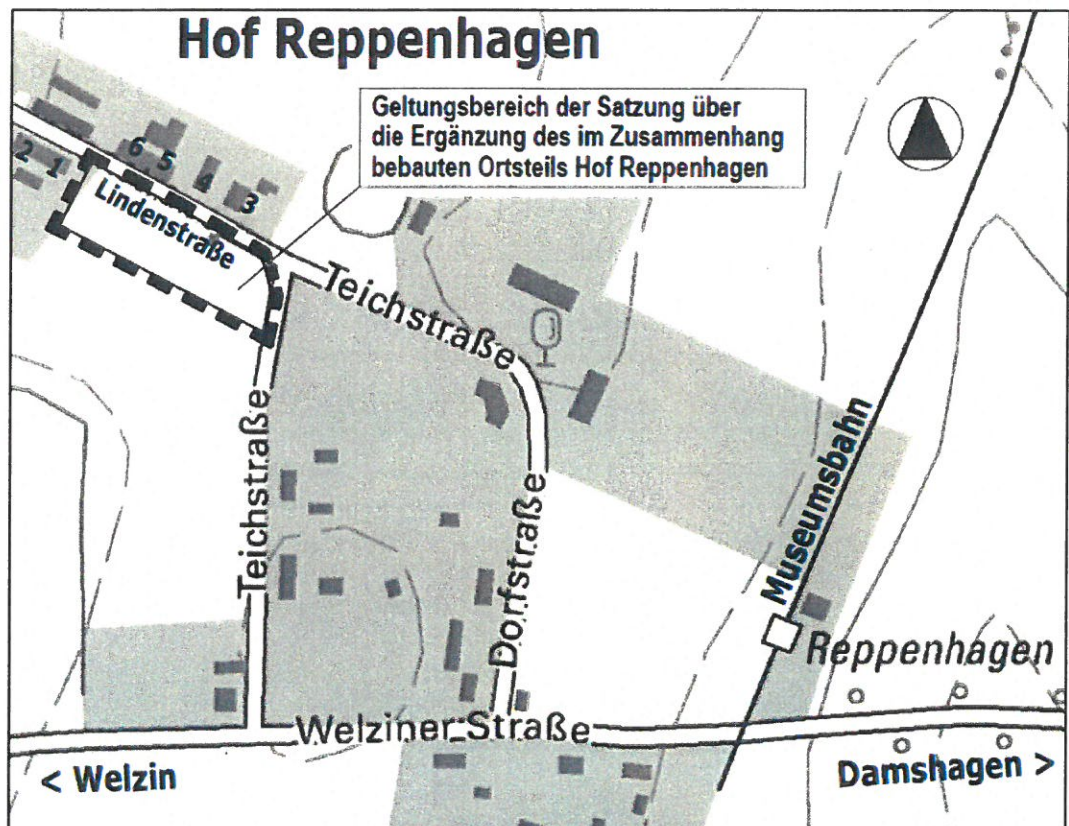 Hof Reppenhagen
Geltungsbereich der Satzung über
die Ergänzung des im Zusammenhang
bebauten Ortsteils Hof Reppenhagen
2
1
6
5
4
3
Lindenstraße
Teichstraße
Teichstraße
Dorfstraße
Museumsbahn
Reppenhagen
Welziner Straße
< Welzin
Damshagen >